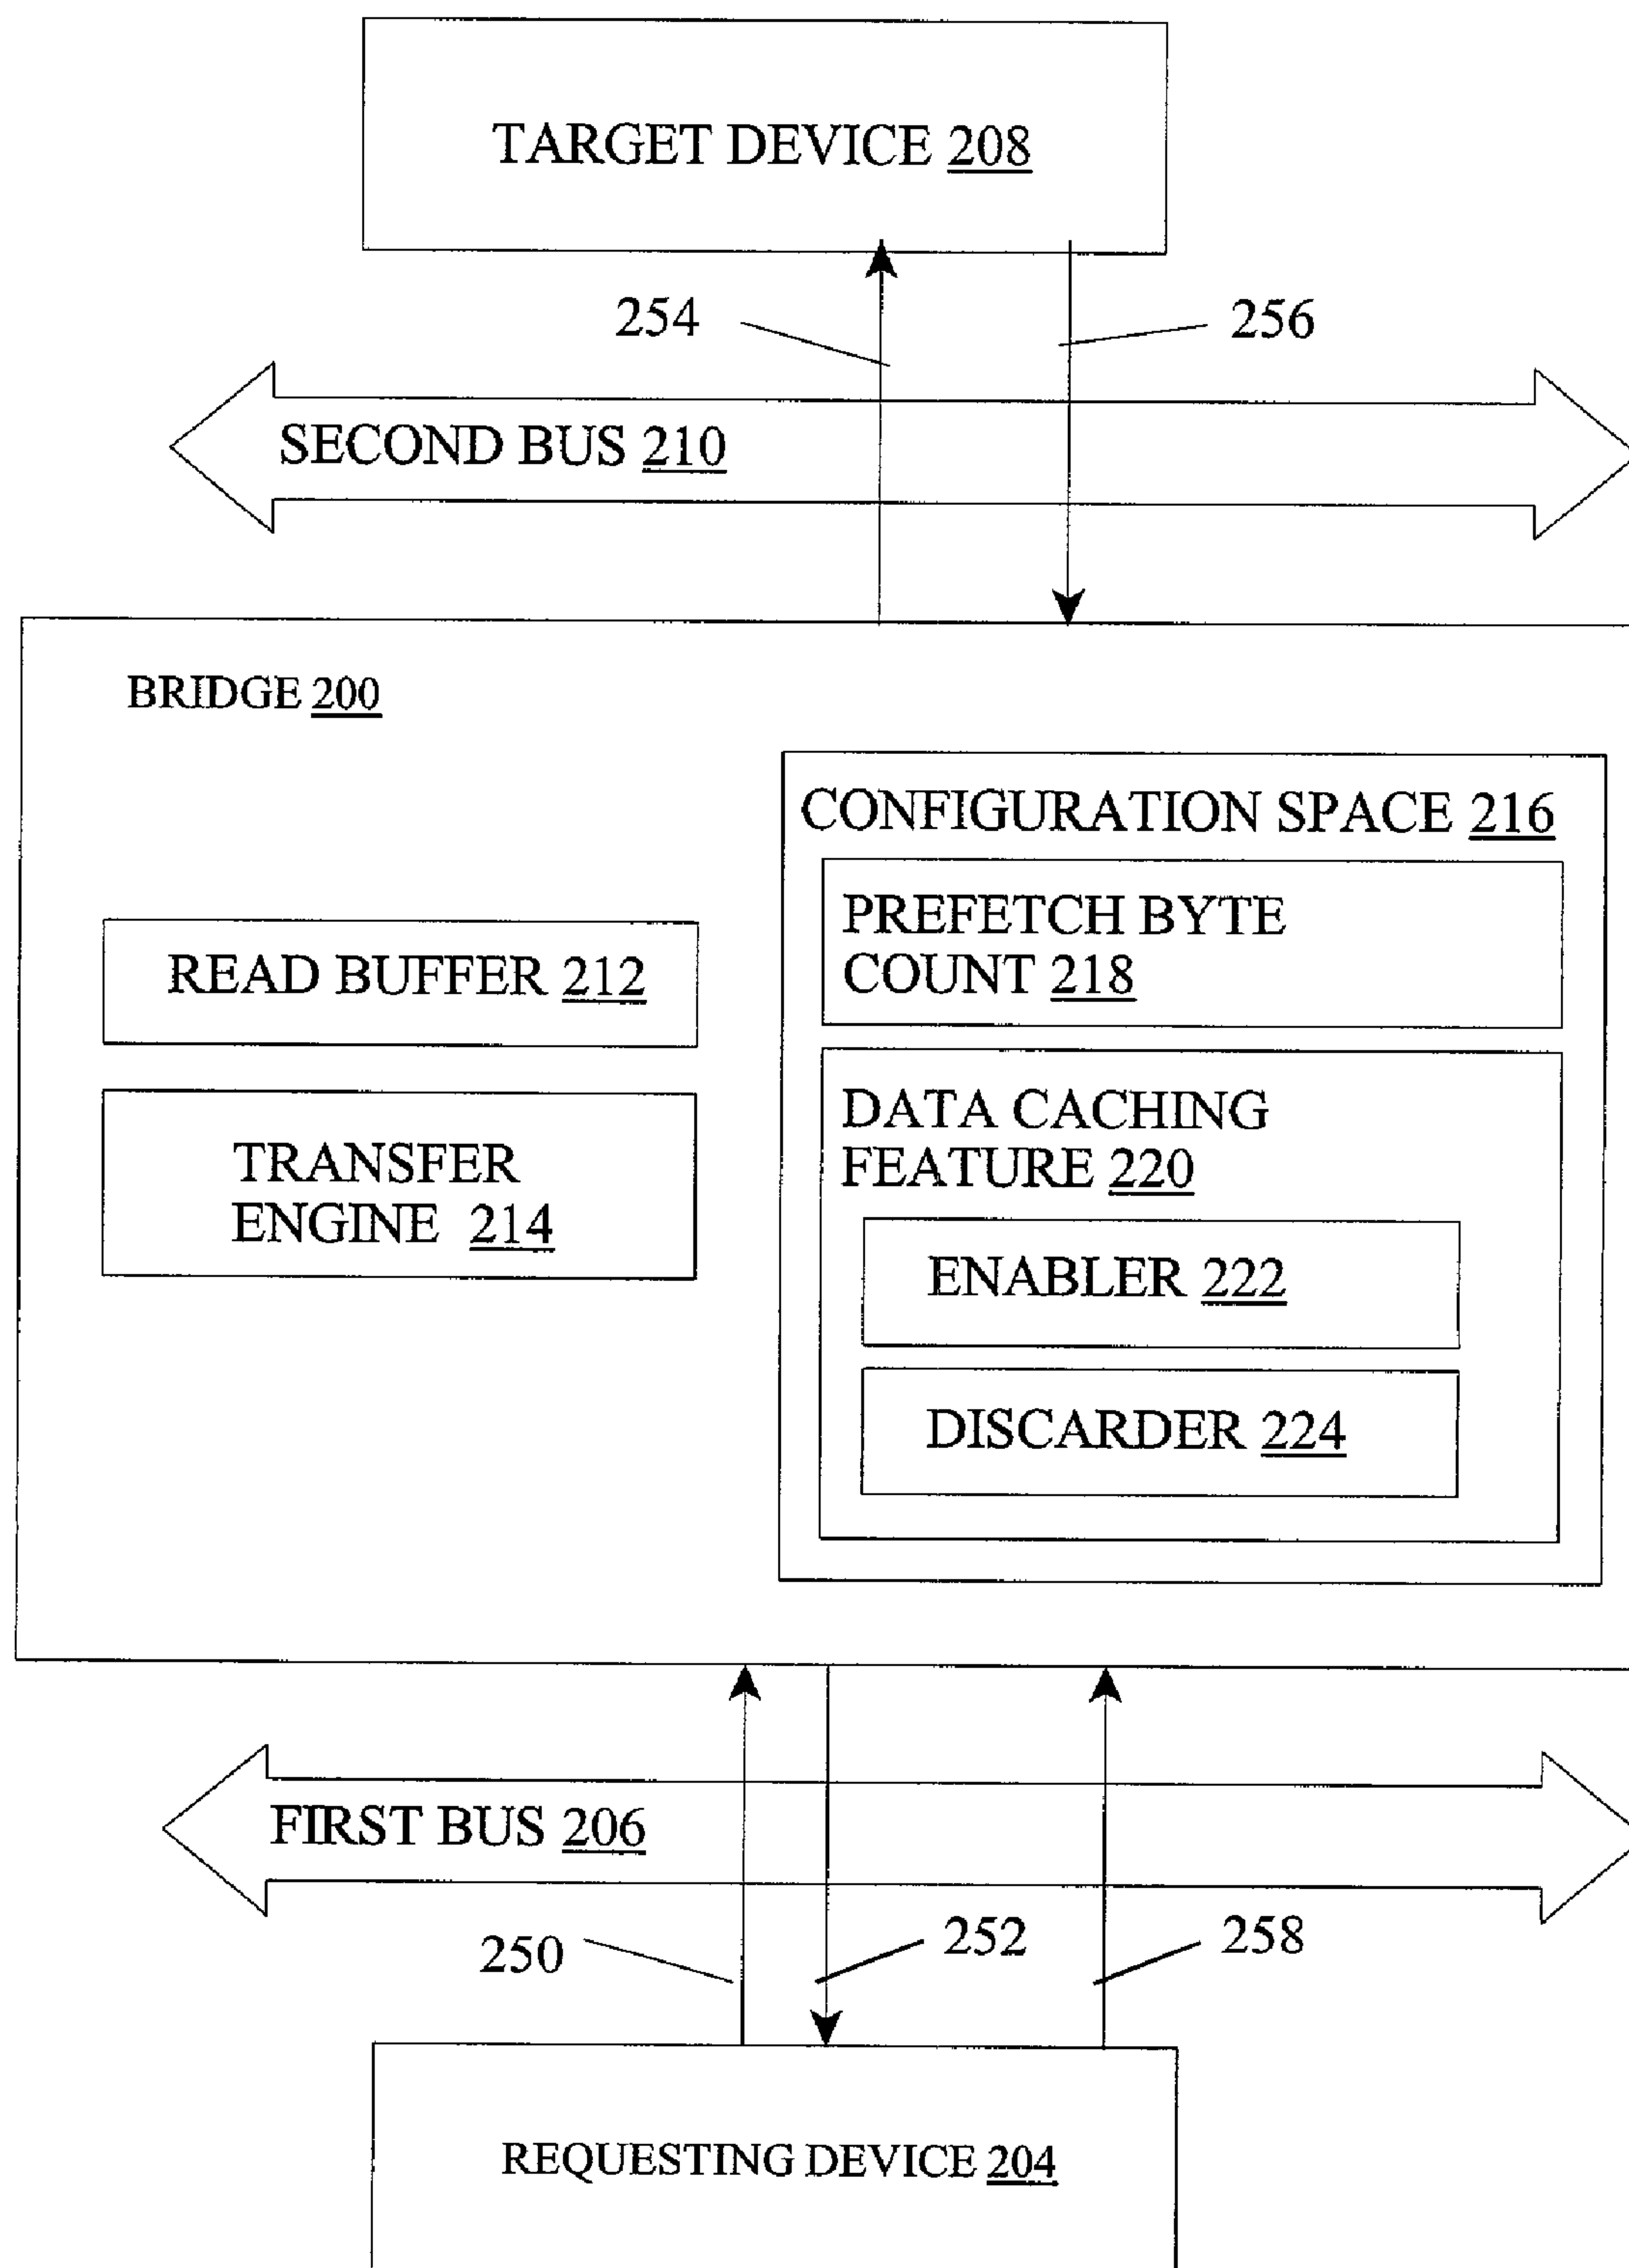 TARGET DEVICE 208
254
256
SECOND BUS 210
BRIDGE 200
CONFIGURATION SPACE 216
PREFETCH BYTE
COUNT 218
READ BUFFER 212
DATA CACHING
FEATURE 220
TRANSFER
ENGINE 214
ENABLER 222
DISCARDER 224
FIRST BUS 206
250
252
258
REQUESTING DEVICE 204